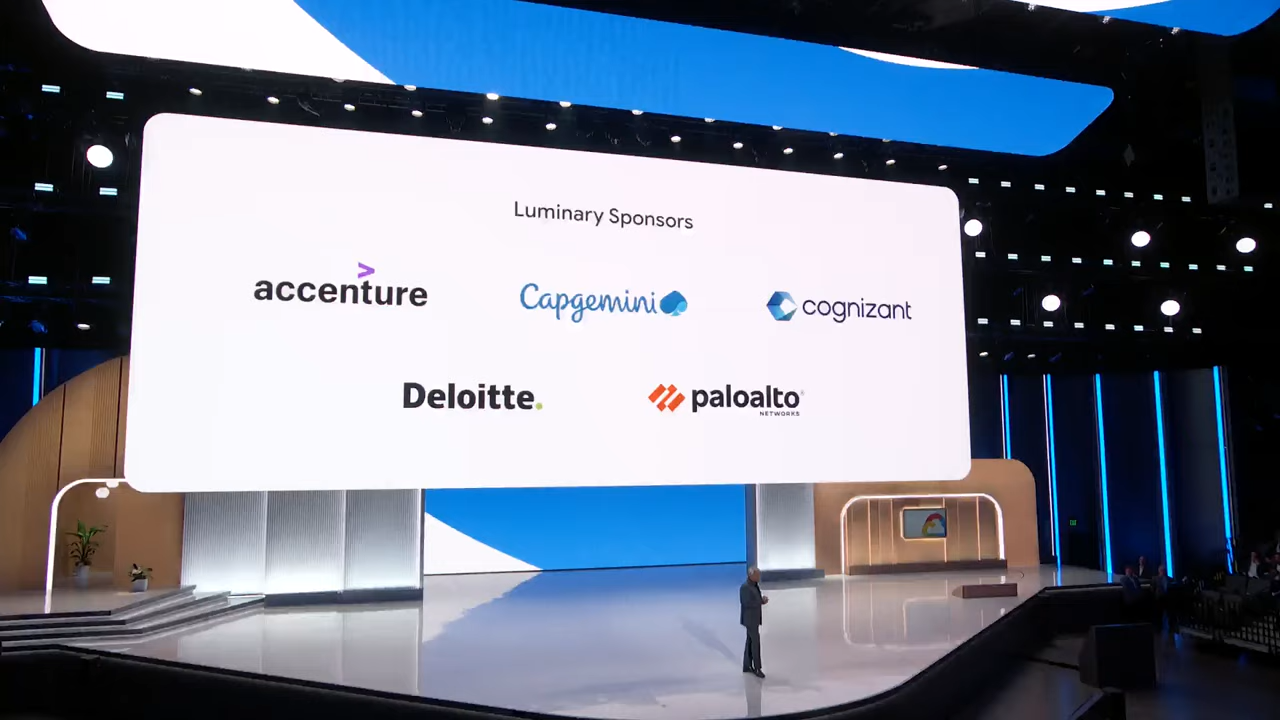 Luminary Sponsors
accenture
Capgemini
cognizant
Deloitte.
paloalto
NETWORKS